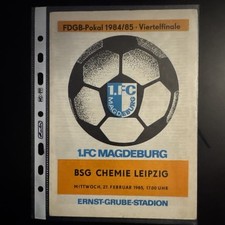 FDGB-Pokal 1984/85 - Viertelfinale
1.FC
MAGDEBURG
1.FC MAGDEBURG
BSG CHEMIE LEIPZIG
MITTWOCH, 27. FEBRUAR 1985, 17.00 UHR
ERNST-GRUBE-STADION